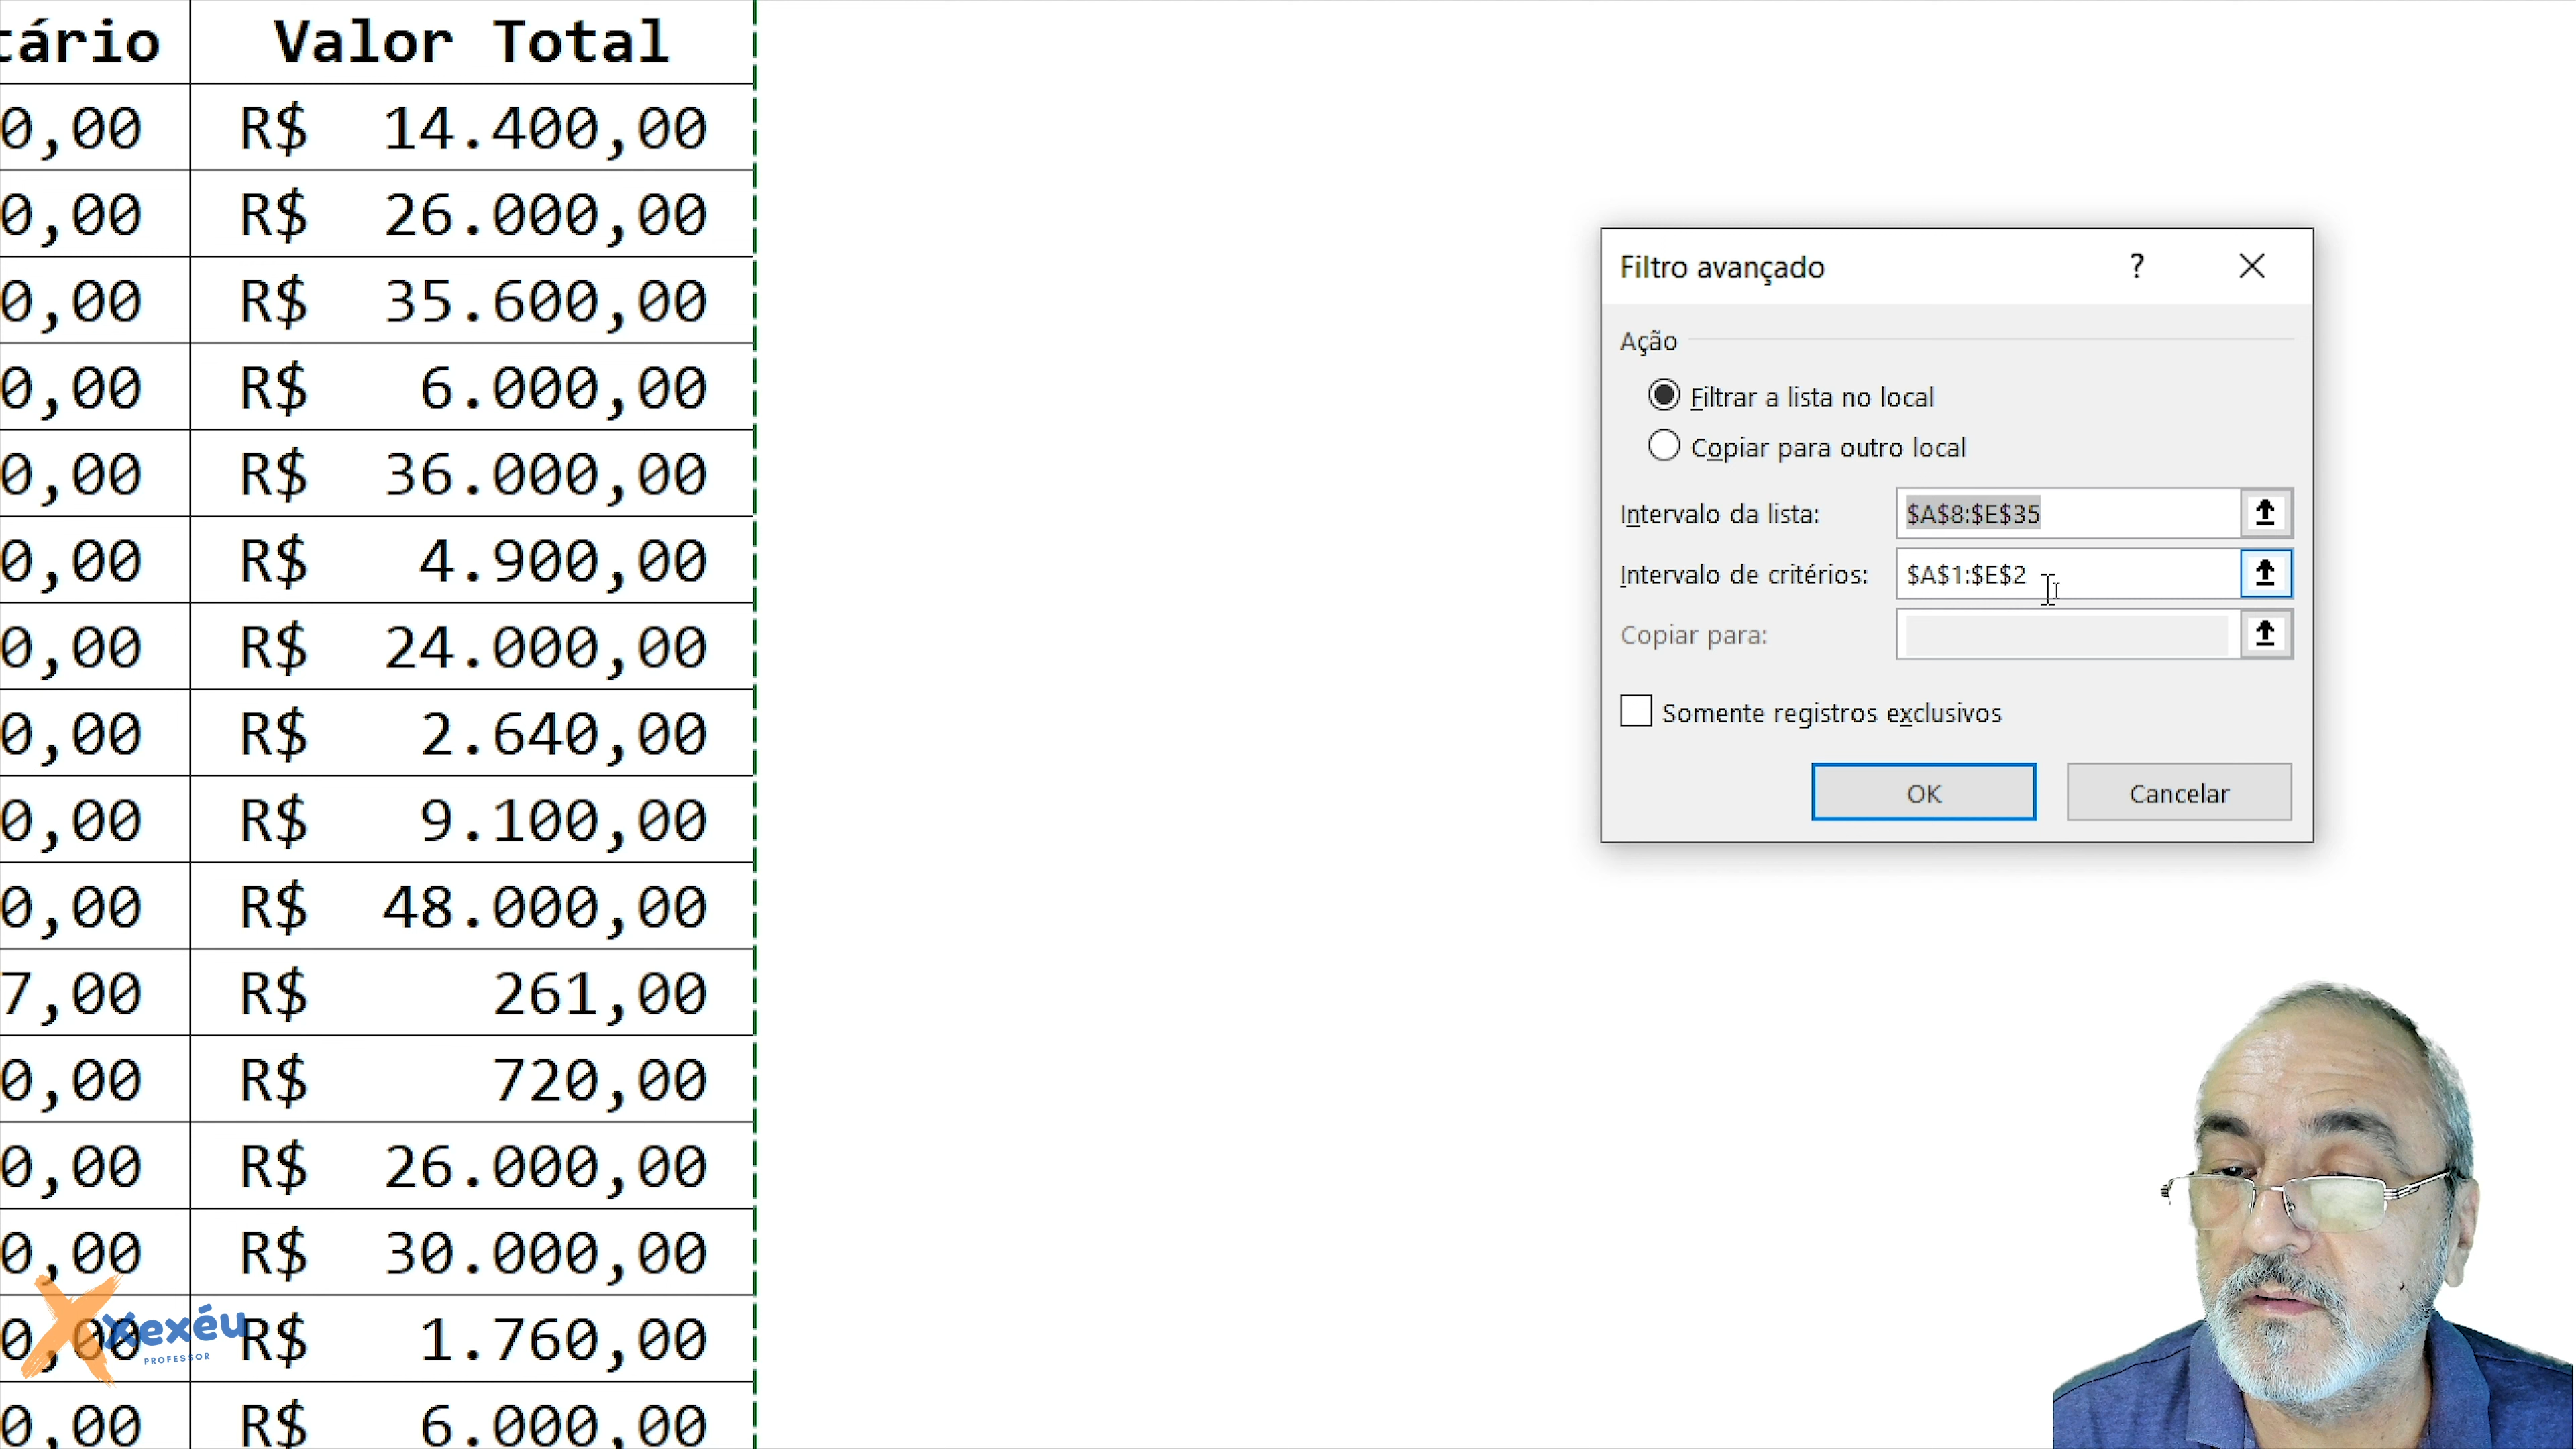 tário Valor Total
0,00 R$ 14.400,00
0,00 R$ 26.000,00
0,00 R$ 35.600,00
0,00 R$ 6.000,00
0,00 R$ 36.000,00
0,00 R$ 4.900,00
0,00 R$ 24.000,00
0,00 R$ 2.640,00
0,00 R$ 9.100,00
0,00 R$ 48.000,00
7,00 R$ 261,00
0,00 R$ 720,00
0,00 R$ 26.000,00
0,00 R$ 30.000,00
0,00 R$ 1.760,00
0,00 R$ 6.000,00
Xexéu
PROFESSOR
Filtro avançado ?
Ação
Filtrar a lista no local
Copiar para outro local
Intervalo da lista: $A$8:$E$35
Intervalo de critérios: $A$1:$E$2
Copiar para:
Somente registros exclusivos
OK Cancelar